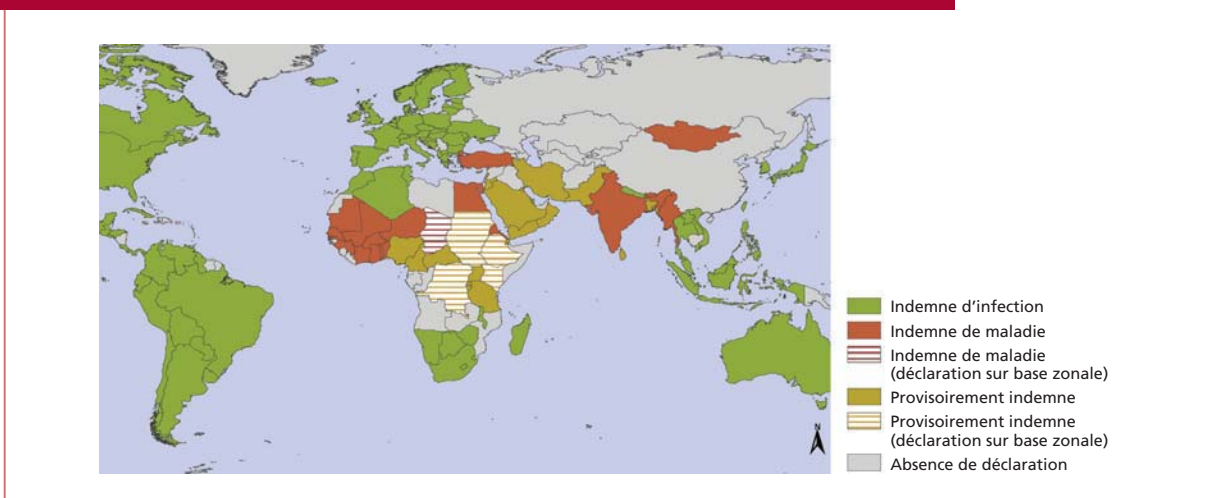 N
Indemne d'infection
Indemne de maladie
Indemne de maladie
(déclaration sur base zonale)
Provisoirement indemne
Provisoirement indemne
(déclaration sur base zonale)
Absence de déclaration